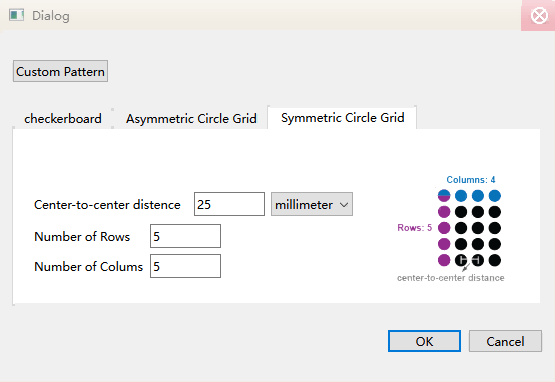 Dialog
Custom Pattern
checkerboard
Asymmetric Circle Grid
Symmetric Circle Grid
Center-to-center distence 25 millimeter
Number of Rows 5
Number of Colums 5
Columns: 4
Rows: 5
center-to-center distance
OK
Cancel